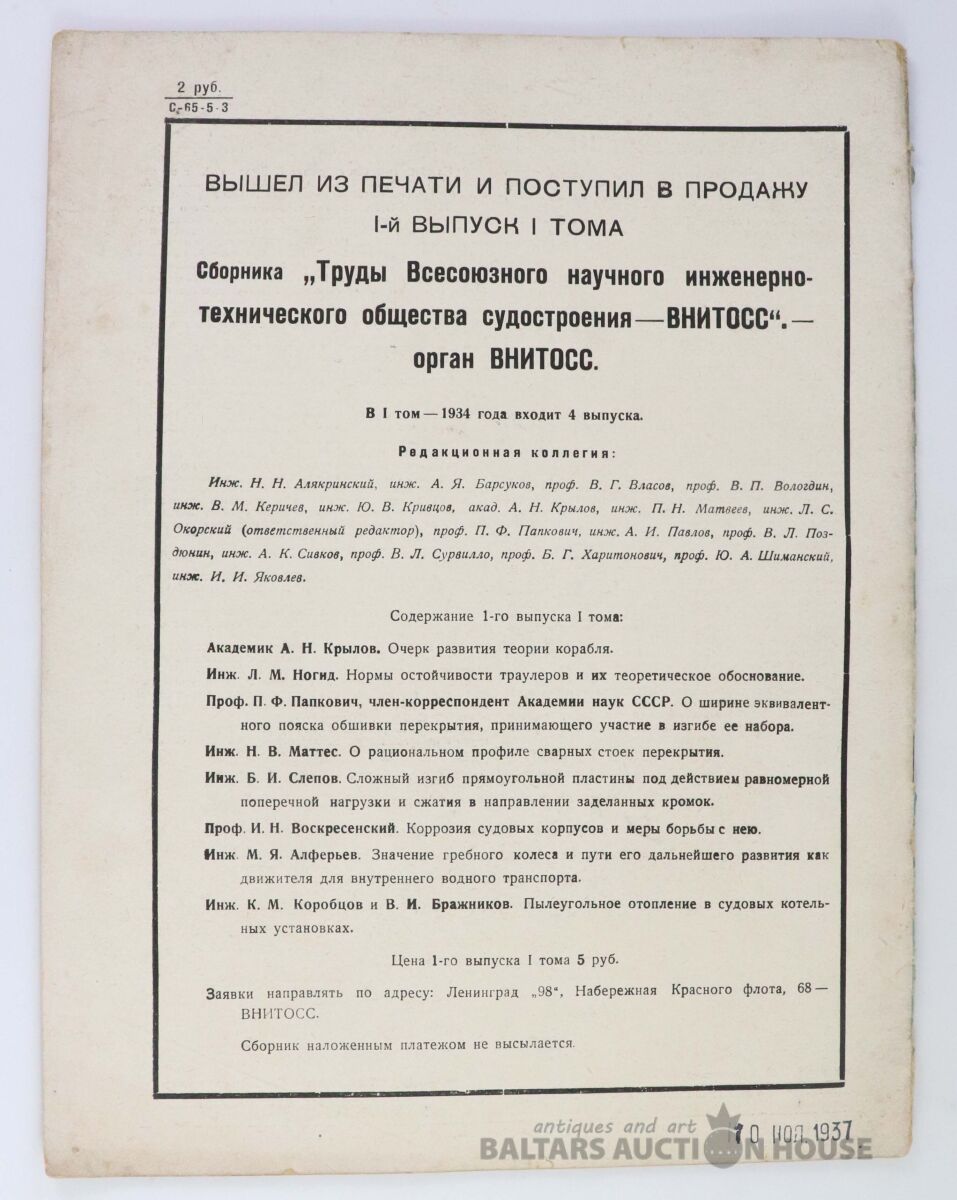 2 руб.
С-65-5-3
ВЫШЕЛ ИЗ ПЕЧАТИ И ПОСТУПИЛ В ПРОДАЖУ
I-й ВЫПУСК I ТОМА
Сборника „Труды Всесоюзного научного инженерно-
технического общества судостроения—ВНИТОСС“.—
орган ВНИТОСС.
В I том — 1934 года входит 4 выпуска.
Редакционная коллегия:
Инж. Н. Н. Алякринский, инж. А. Я. Барсуков, проф. В. Г. Власов, проф. В. П. Вологдин,
инж. В. М. Керичев, инж. Ю. В. Кривцов, акад. А. Н. Крылов, инж. П. Н. Матвеев, инж. Л. С.
Окорский (ответственный редактор), проф. П. Ф. Папкович, инж. А. И. Павлов, проф. В. Л. Поз-
дюнин, инж. А. К. Сивков, проф. В. Л. Сурвилло, проф. Б. Г. Харитонович, проф. Ю. А. Шиманский,
инж. И. И. Яковлев.
Содержание 1-го выпуска I тома:
Академик А. Н. Крылов. Очерк развития теории корабля.
Инж. Л. М. Ногид. Нормы остойчивости траулеров и их теоретическое обоснование.
Проф. П. Ф. Папкович, член-корреспондент Академии наук СССР. О ширине эквивалент-
ного пояска обшивки перекрытия, принимающего участие в изгибе ее набора.
Инж. Н. В. Маттес. О рациональном профиле сварных стоек перекрытия.
Инж. Б. И. Слепов. Сложный изгиб прямоугольной пластины под действием равномерной
поперечной нагрузки и сжатия в направлении заделанных кромок.
Проф. И. Н. Воскресенский. Коррозия судовых корпусов и меры борьбы с нею.
Инж. М. Я. Алферьев. Значение гребного колеса и пути его дальнейшего развития как
движителя для внутреннего водного транспорта.
Инж. К. М. Коробцов и В. И. Бражников. Пылеугольное отопление в судовых котель-
ных установках.
Цена 1-го выпуска I тома 5 руб.
Заявки направлять по адресу: Ленинград „98“, Набережная Красного флота, 68 —
ВНИТОСС.
Сборник наложенным платежом не высылается.
antiques and art
BALTARS AUCTION HOUSE
10 НОЯ 1937